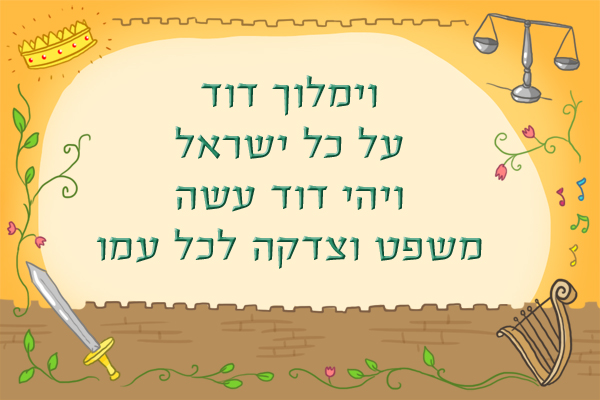 וימלוך דוד
על כל ישראל
ויהי דוד עשה
משפט וצדקה לכל עמו